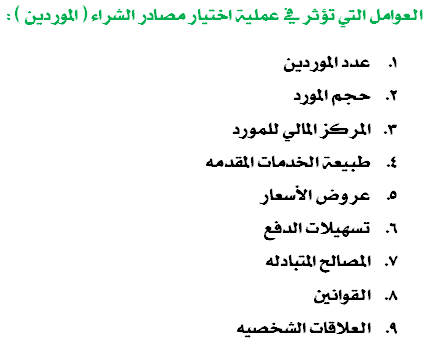 العوامل التي تؤثر في عملية اختيار مصادر الشراء ( الموردين ) :
١. عدد الموردين
٢. حجم المورد
٣. المركز المالي للمورد
٤. طبيعة الخدمات المقدمه
٥. عروض الأسعار
٦. تسهيلات الدفع
٧. المصالح المتبادله
٨. القوانين
٩. العلاقات الشخصيه